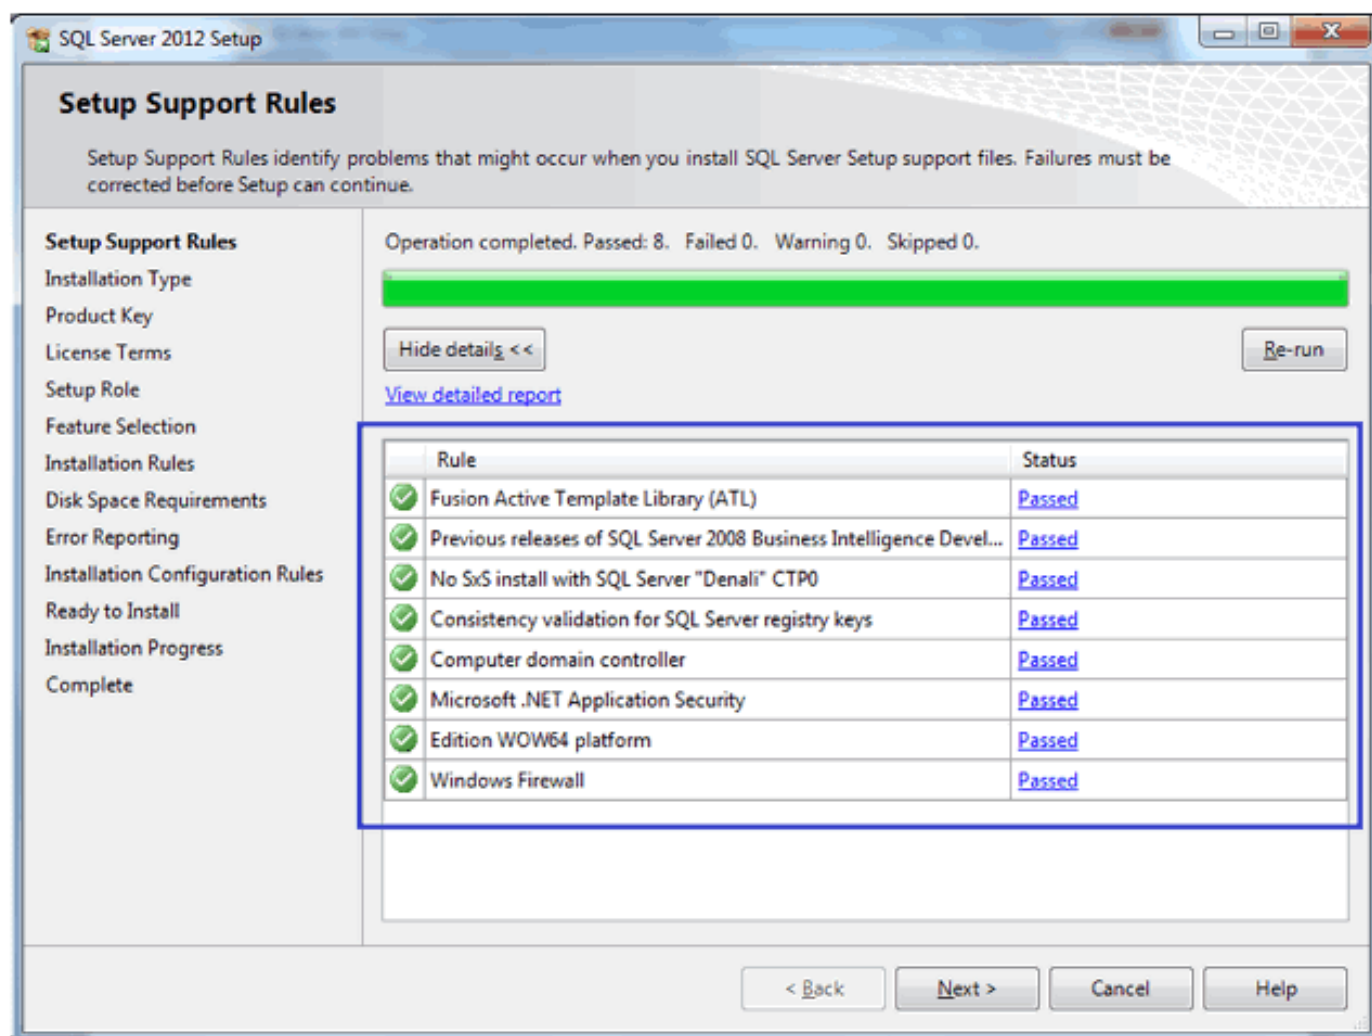 SQL Server 2012 Setup
Setup Support Rules
Setup Support Rules identify problems that might occur when you install SQL Server Setup support files. Failures must be
corrected before Setup can continue.
Setup Support Rules
Installation Type
Product Key
License Terms
Setup Role
Feature Selection
Installation Rules
Disk Space Requirements
Error Reporting
Installation Configuration Rules
Ready to Install
Installation Progress
Complete
Operation completed. Passed: 8.   Failed 0.   Warning 0.   Skipped 0.
Hide details <<
Re-run
View detailed report
Rule Status
Fusion Active Template Library (ATL) Passed
Previous releases of SQL Server 2008 Business Intelligence Devel... Passed
No SxS install with SQL Server "Denali" CTP0 Passed
Consistency validation for SQL Server registry keys Passed
Computer domain controller Passed
Microsoft .NET Application Security Passed
Edition WOW64 platform Passed
Windows Firewall Passed
< Back
Next >
Cancel
Help